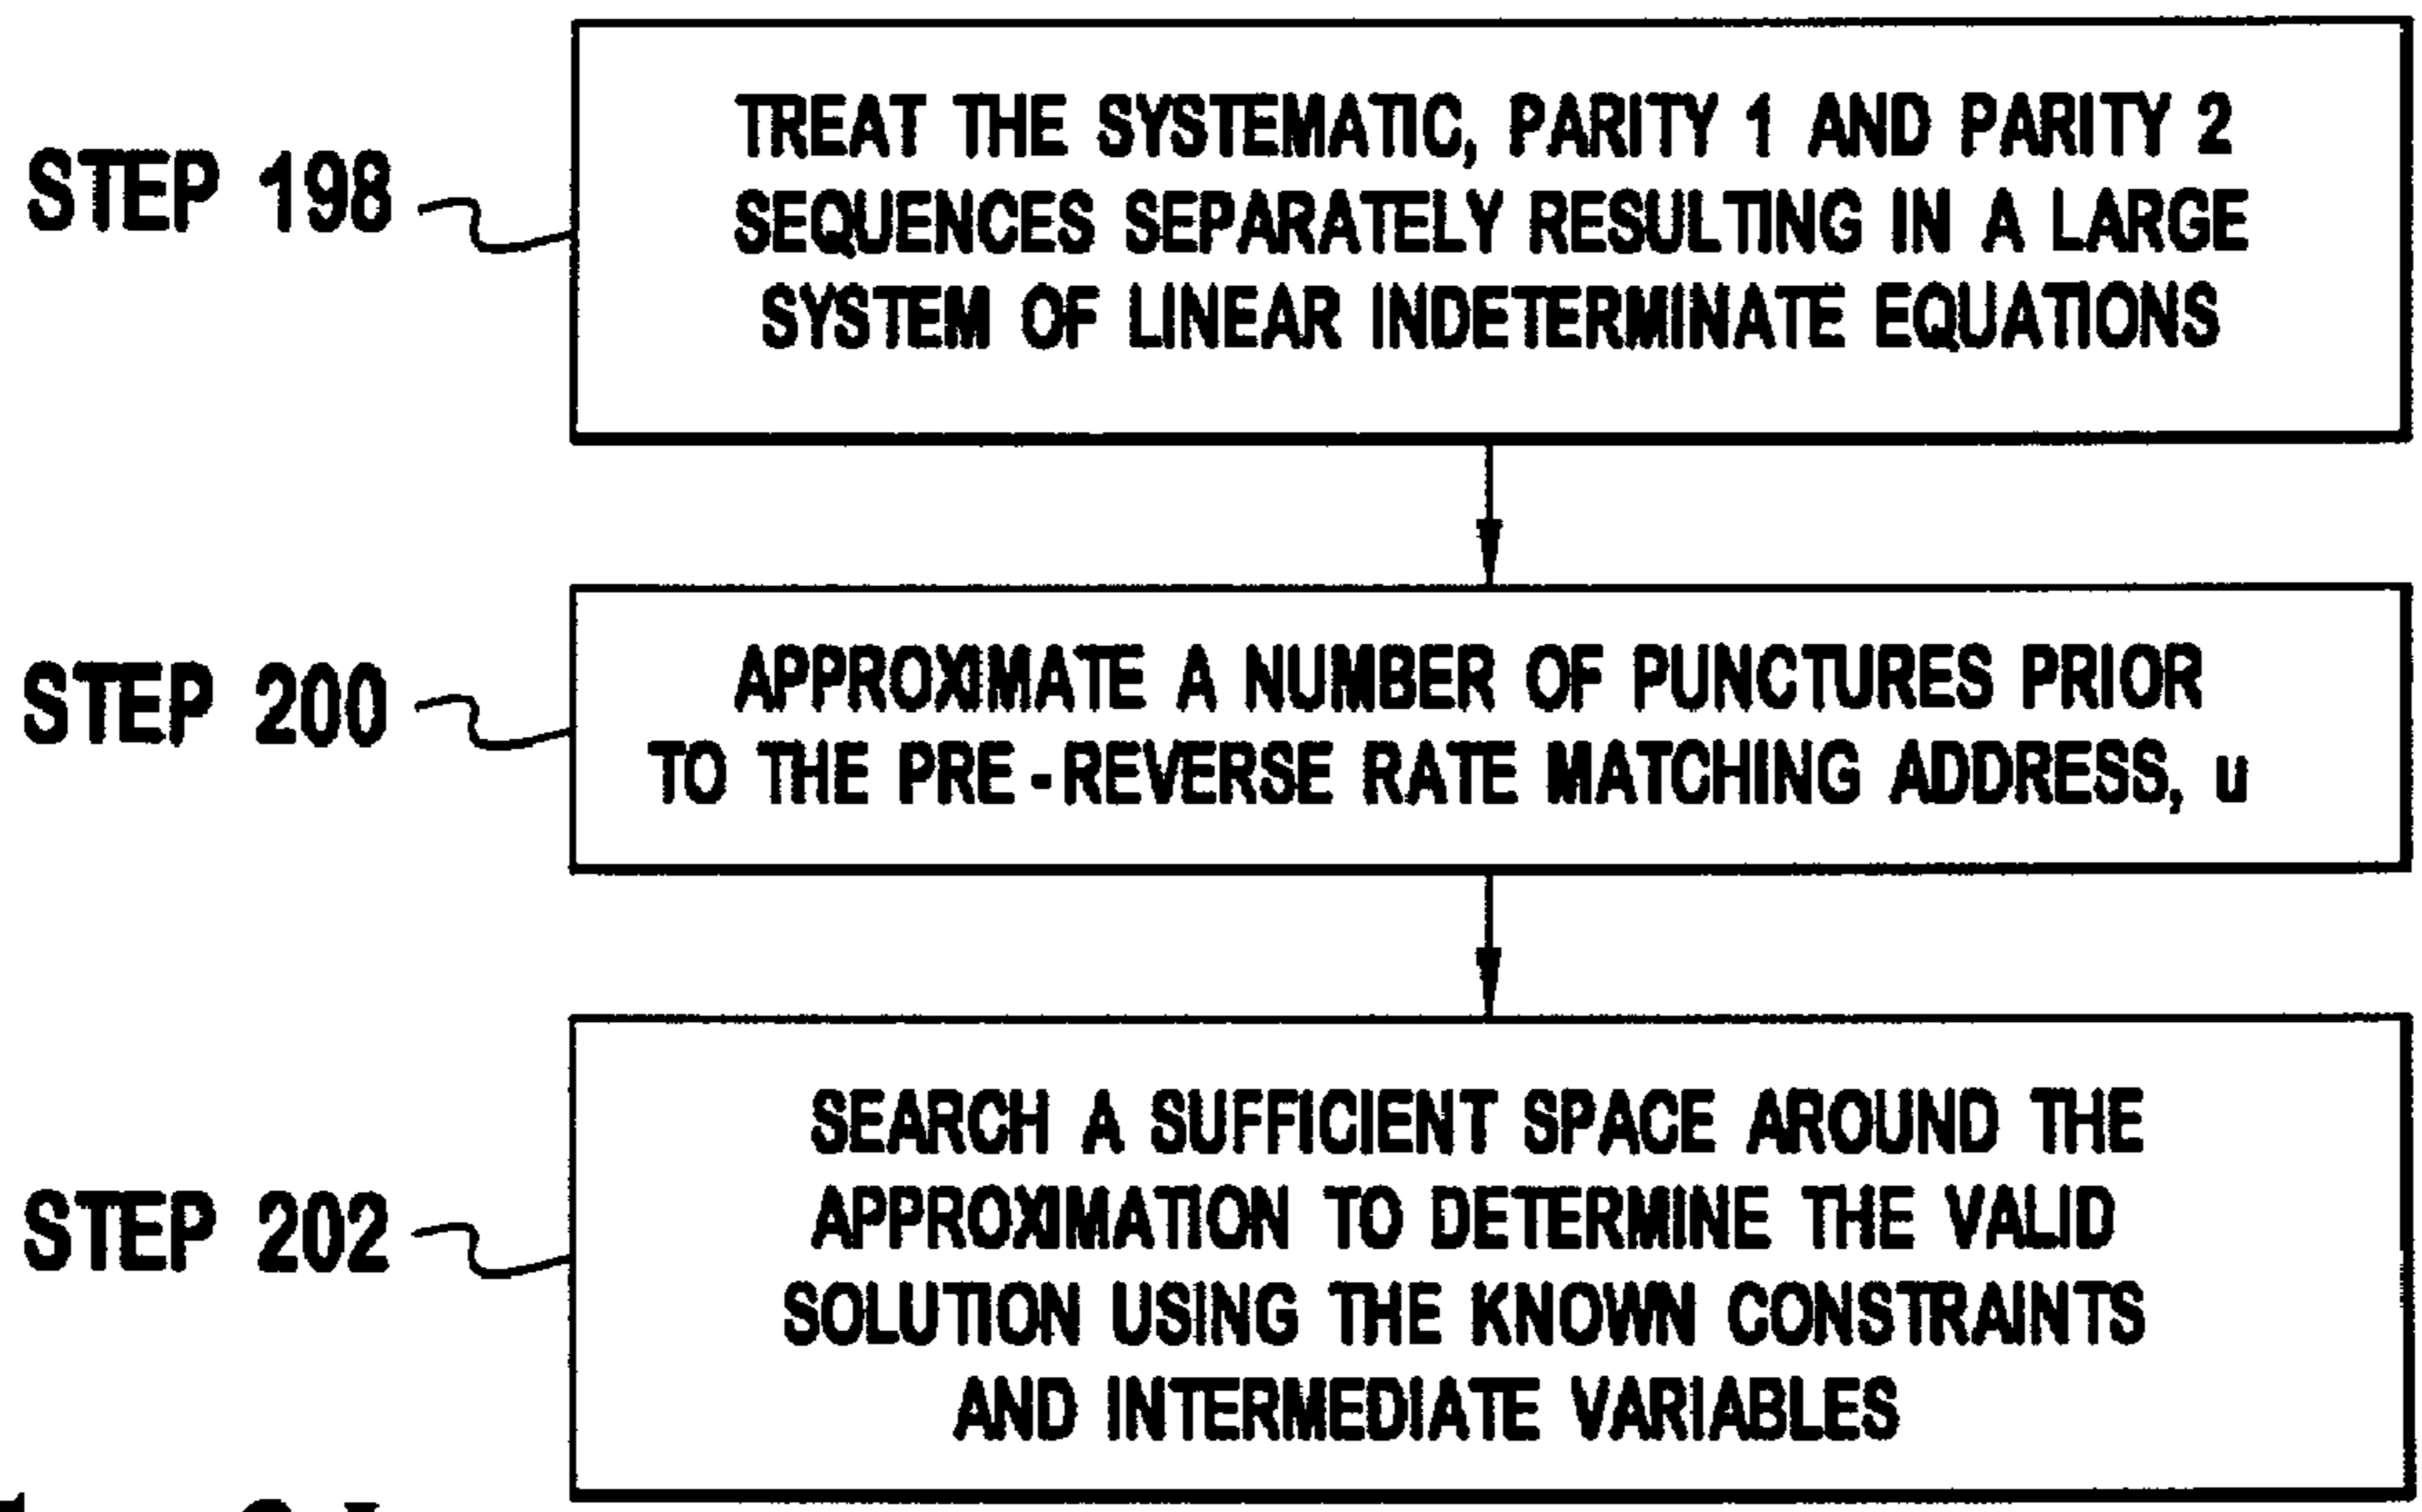 STEP 198
TREAT THE SYSTEMATIC, PARITY 1 AND PARITY 2
SEQUENCES SEPARATELY RESULTING IN A LARGE
SYSTEM OF LINEAR INDETERMINATE EQUATIONS
STEP 200
APPROXIMATE A NUMBER OF PUNCTURES PRIOR
TO THE PRE-REVERSE RATE MATCHING ADDRESS, u
STEP 202
SEARCH A SUFFICIENT SPACE AROUND THE
APPROXIMATION TO DETERMINE THE VALID
SOLUTION USING THE KNOWN CONSTRAINTS
AND INTERMEDIATE VARIABLES